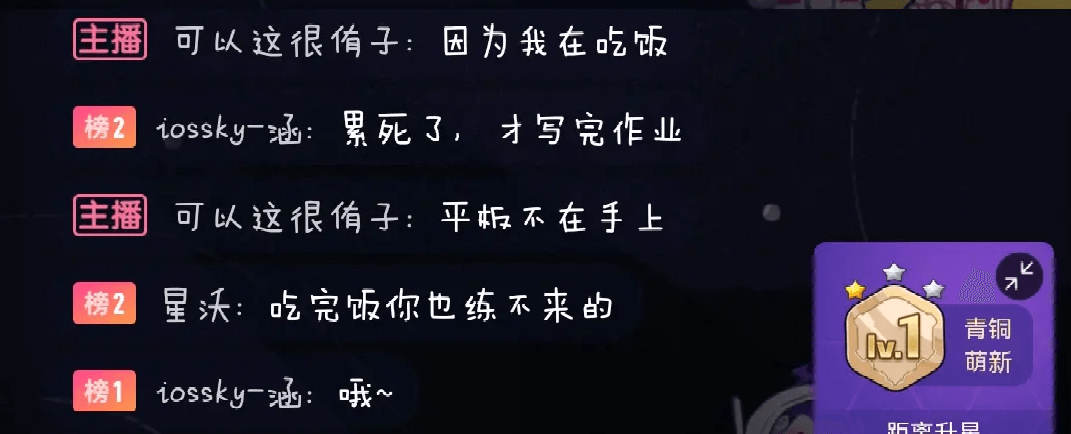 主播 可以这很侑子：因为我在吃饭
榜2 iossky-涵：累死了，才写完作业
主播 可以这很侑子：平板不在手上
榜2 星沃：吃完饭你也练不来的
榜1 iossky-涵：哦~
lv.1
青铜
萌新
距离升星